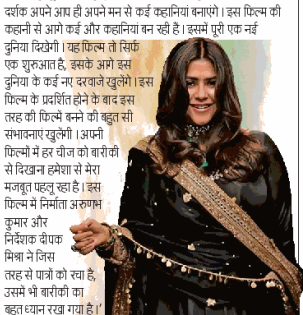 दर्शक अपने आप ही अपने मन से कई कहानियां बनाएंगे। इस फिल्म की
कहानी से आगे कई और कहानियां बन रही हैं। इसमें पूरी एक नई
दुनिया दिखेगी। यह फिल्म तो सिर्फ
एक शुरुआत है, इसके आगे इस
दुनिया के कई नए दरवाजे खुलेंगे। इस
फिल्म के प्रदर्शित होने के बाद इस
तरह की फिल्में बनने की बहुत सी
संभावनाएं खुलेंगी। अपनी
फिल्मों में हर चीज को बारीकी
से दिखाना हमेशा से मेरा
मजबूत पहलू रहा है। इस
फिल्म में निर्माता अरुणभ
कुमार और
निर्देशक दीपक
मिश्रा ने जिस
तरह से पात्रों को रचा है,
उसमें भी बारीकी का
बहुत ध्यान रखा गया है।'